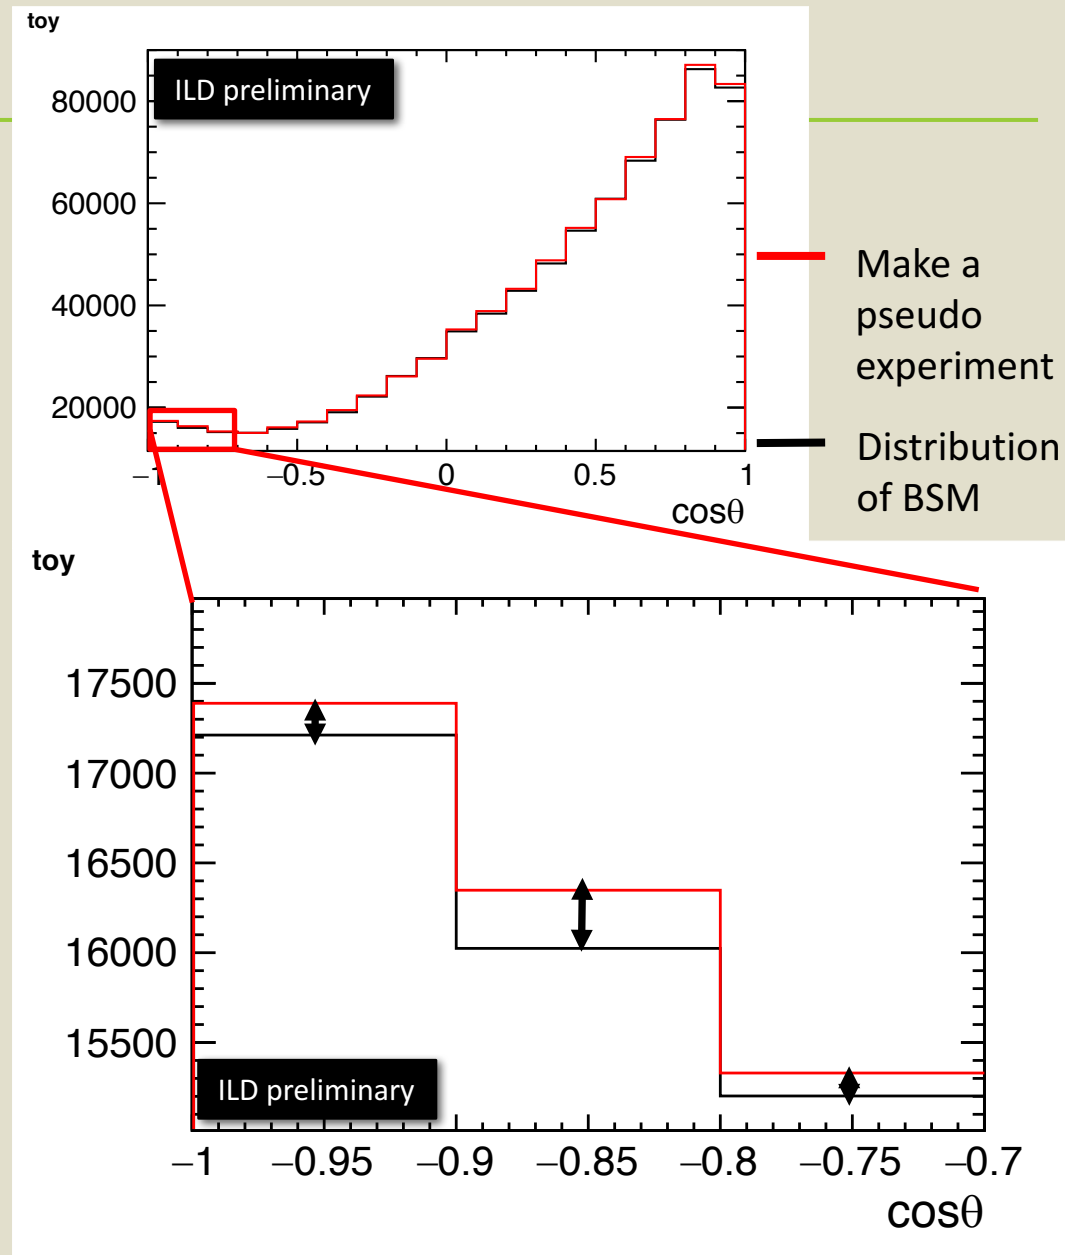 toy
ILD preliminary
80000
60000
40000
20000
−1 −0.5 0 0.5 1
cosθ
Make a
pseudo
experiment
Distribution
of BSM
toy
17500
17000
16500
16000
15500
ILD preliminary
−1 −0.95 −0.9 −0.85 −0.8 −0.75 −0.7
cosθ